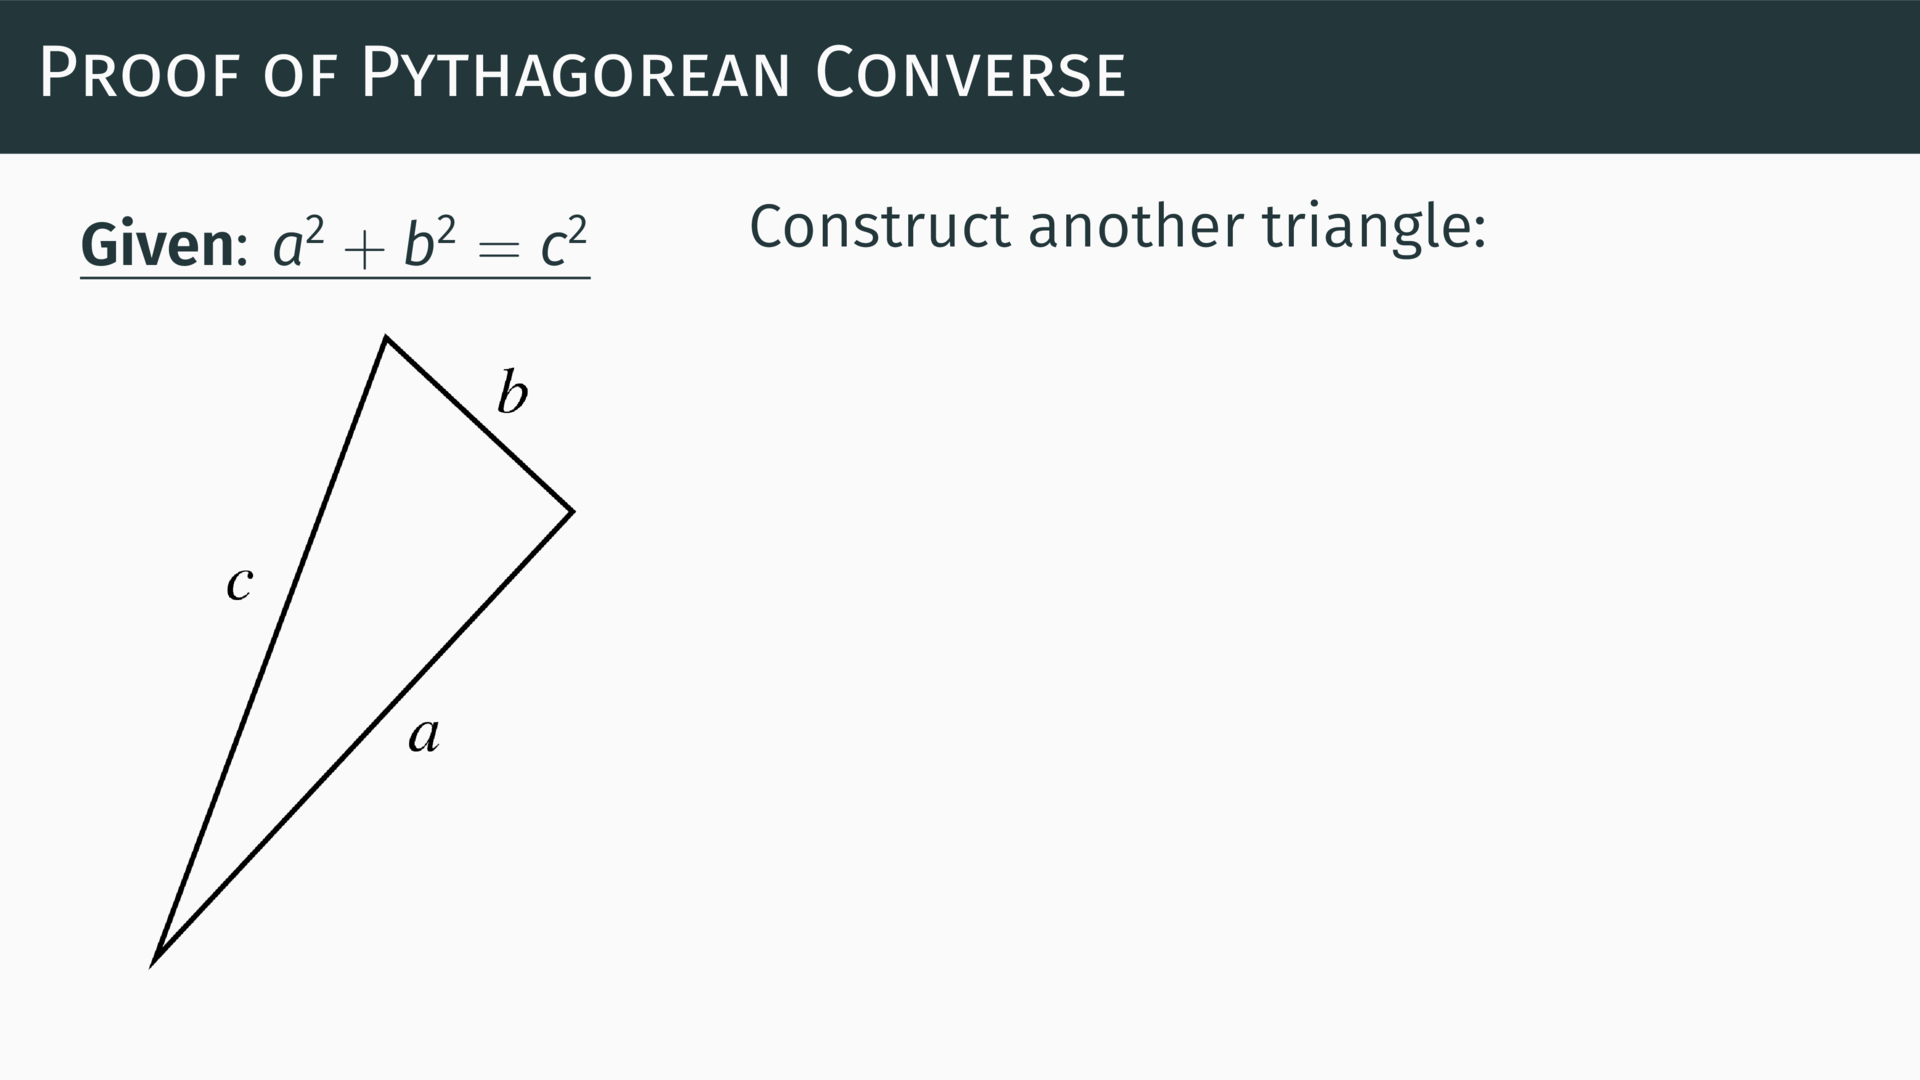 Proof of Pythagorean Converse
Given: a² + b² = c²
Construct another triangle:
b
c
a